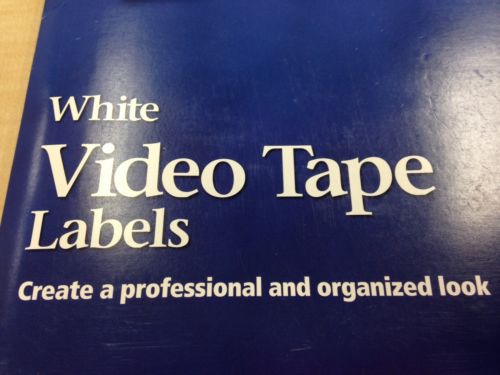 White
Video Tape
Labels
Create a professional and organized look